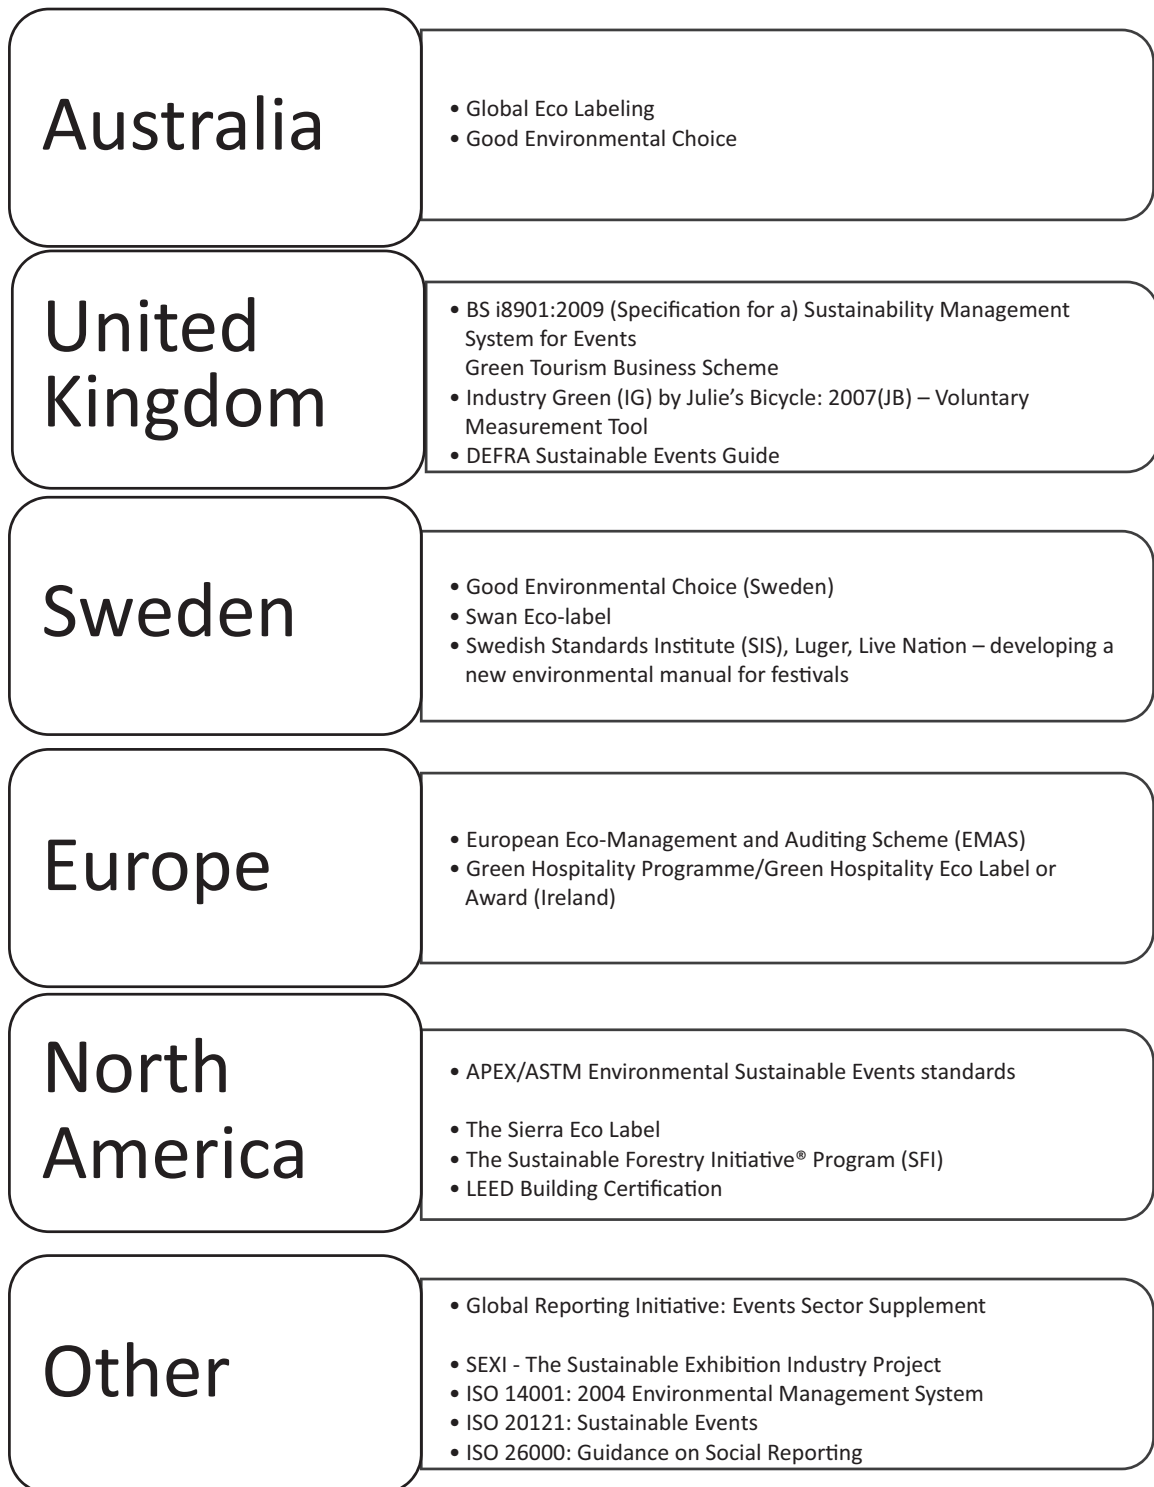 Australia
• Global Eco Labeling
• Good Environmental Choice
United
Kingdom
• BS i8901:2009 (Specification for a) Sustainability Management
System for Events
Green Tourism Business Scheme
• Industry Green (IG) by Julie’s Bicycle: 2007(JB) – Voluntary
Measurement Tool
• DEFRA Sustainable Events Guide
Sweden
• Good Environmental Choice (Sweden)
• Swan Eco-label
• Swedish Standards Institute (SIS), Luger, Live Nation – developing a
new environmental manual for festivals
Europe
• European Eco-Management and Auditing Scheme (EMAS)
• Green Hospitality Programme/Green Hospitality Eco Label or
Award (Ireland)
North
America
• APEX/ASTM Environmental Sustainable Events standards
• The Sierra Eco Label
• The Sustainable Forestry Initiative® Program (SFI)
• LEED Building Certification
Other
• Global Reporting Initiative: Events Sector Supplement
• SEXI - The Sustainable Exhibition Industry Project
• ISO 14001: 2004 Environmental Management System
• ISO 20121: Sustainable Events
• ISO 26000: Guidance on Social Reporting